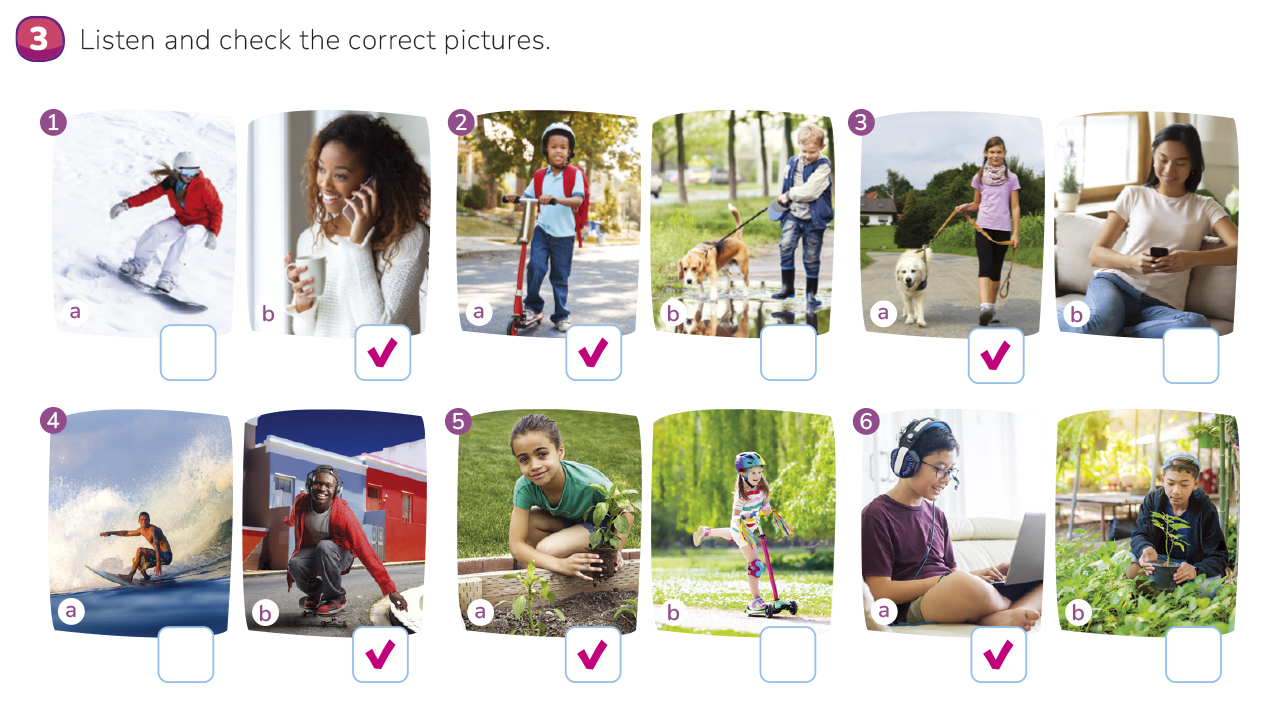 3 Listen and check the correct pictures.
1 2 3
a b a b a b
4 5 6
a b a b a b